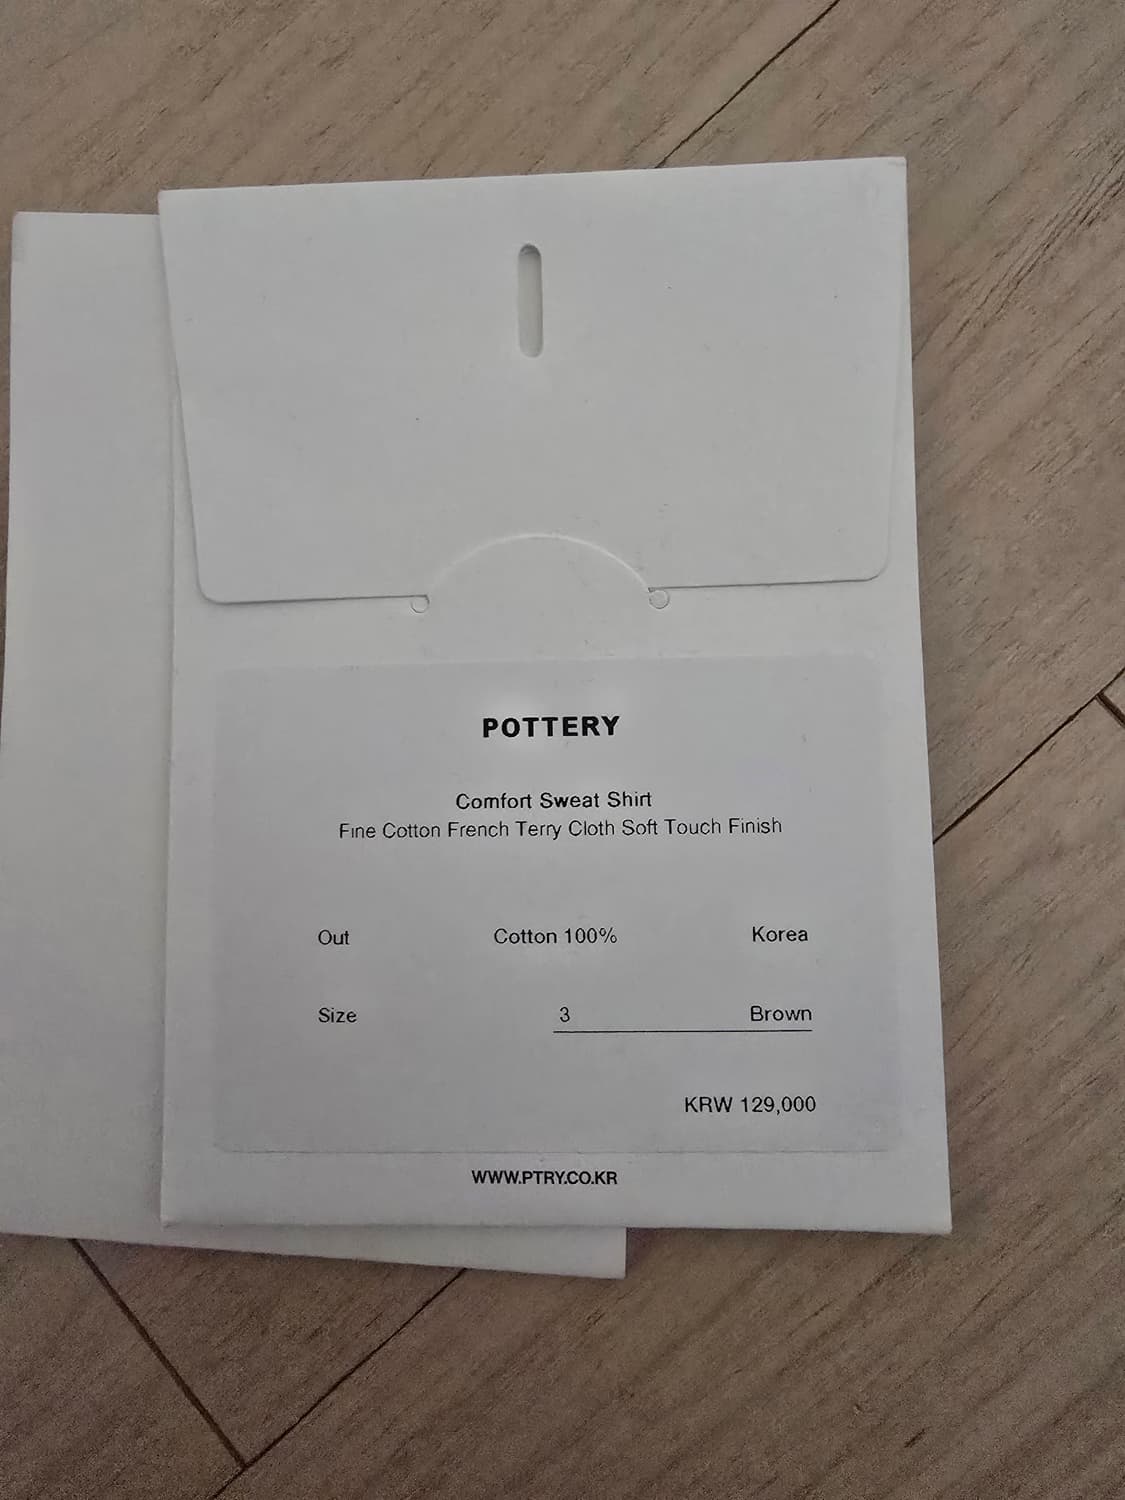 POTTERY
Comfort Sweat Shirt
Fine Cotton French Terry Cloth Soft Touch Finish
Out Cotton 100% Korea
Size 3 Brown
KRW 129,000
WWW.PTRY.CO.KR